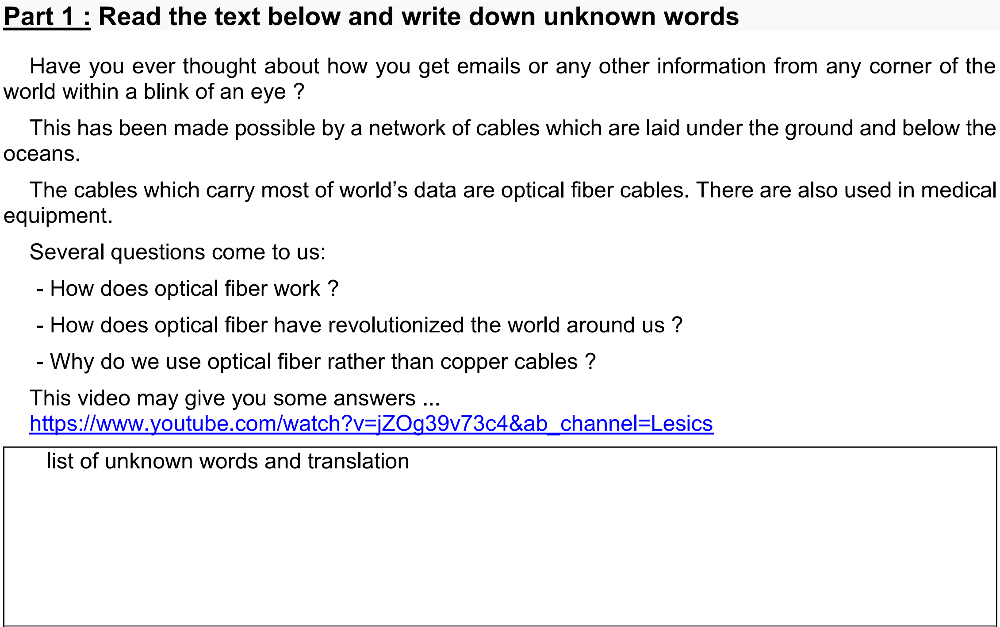 Part 1 : Read the text below and write down unknown words
Have you ever thought about how you get emails or any other information from any corner of the
world within a blink of an eye ?
This has been made possible by a network of cables which are laid under the ground and below the
oceans.
The cables which carry most of world’s data are optical fiber cables. There are also used in medical
equipment.
Several questions come to us:
- How does optical fiber work ?
- How does optical fiber have revolutionized the world around us ?
- Why do we use optical fiber rather than copper cables ?
This video may give you some answers ...
https://www.youtube.com/watch?v=jZOg39v73c4&ab_channel=Lesics
list of unknown words and translation